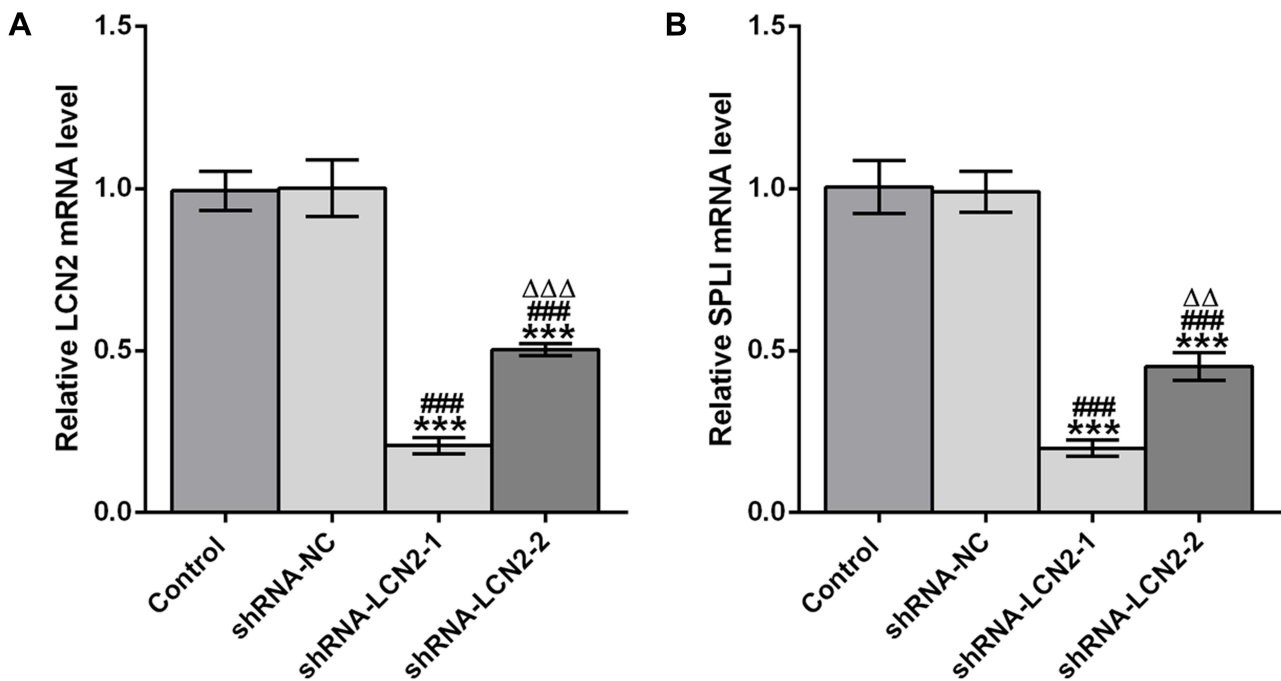 A
Relative LCN2 mRNA level
1.5
1.0
0.5
0.0
###
***
ΔΔΔ
###
***
Control
shRNA-NC
shRNA-LCN2-1
shRNA-LCN2-2
B
Relative SPLI mRNA level
1.5
1.0
0.5
0.0
###
***
ΔΔ
###
***
Control
shRNA-NC
shRNA-LCN2-1
shRNA-LCN2-2